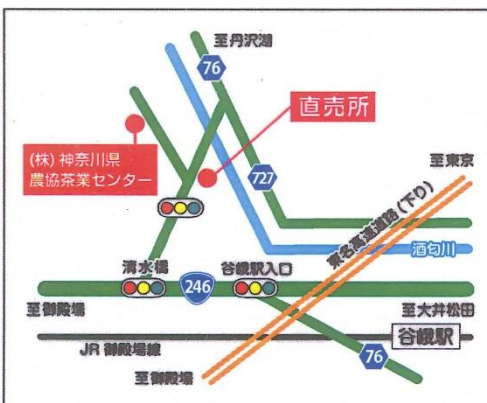 至丹沢湖
76
直売所
(株) 神奈川県
農協茶業センター
727
至東京
東名高速道路 (下り)
酒匂川
清水橋
谷峨駅入口
246
至御殿場
至大井松田
谷峨駅
JR 御殿場線
76
至御殿場